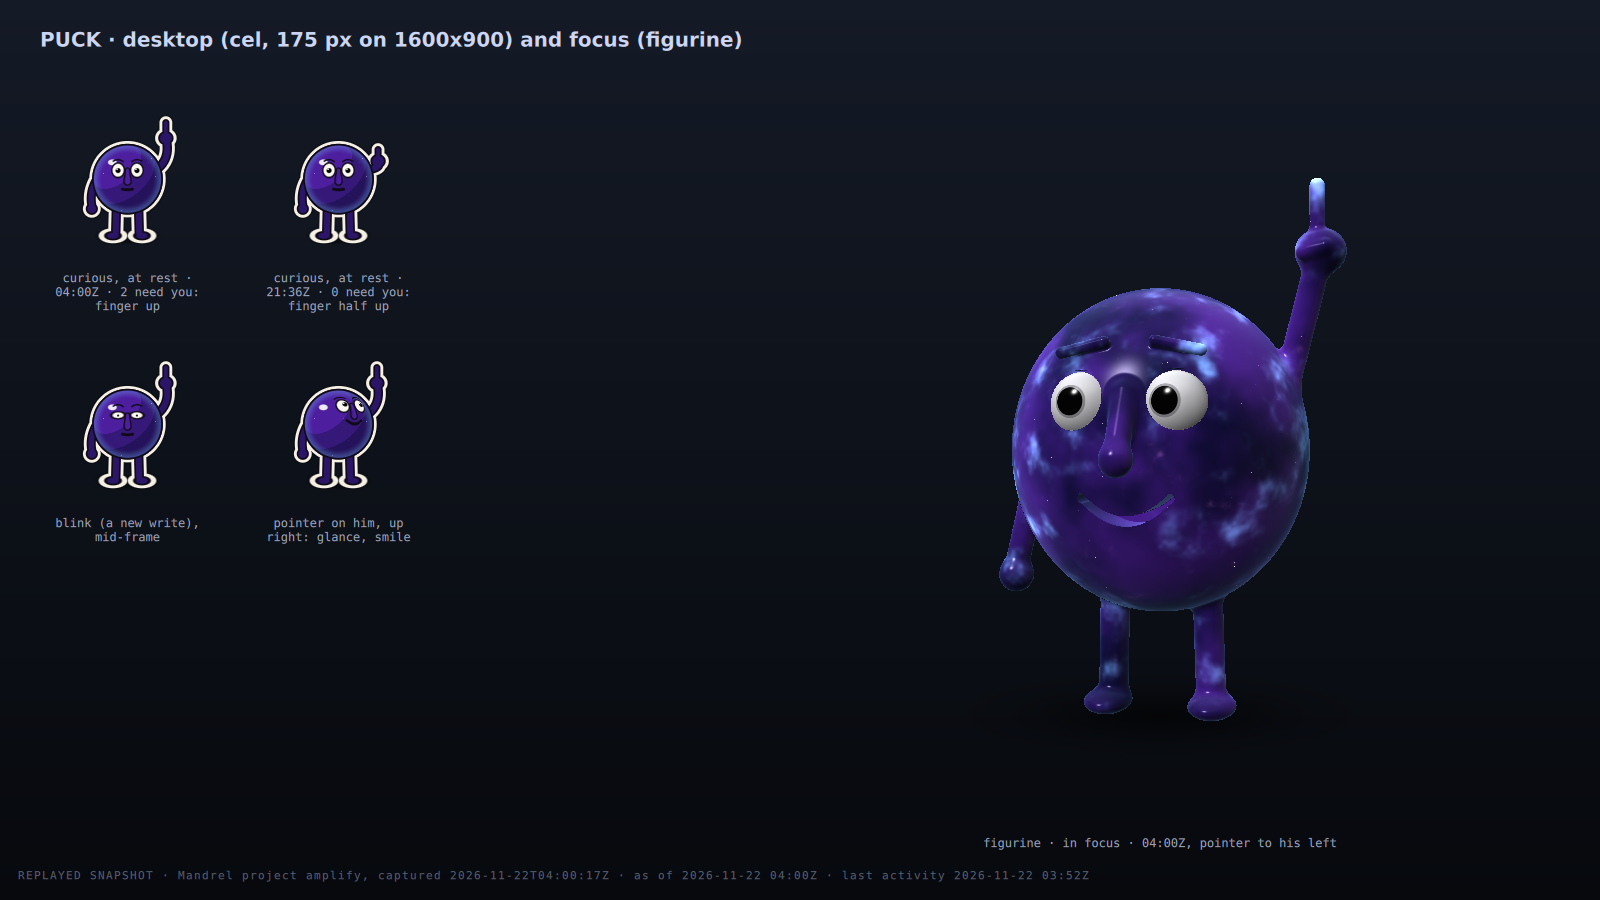 PUCK · desktop (cel, 175 px on 1600x900) and focus (figurine)
curious, at rest ·
04:00Z · 2 need you:
finger up
curious, at rest ·
21:36Z · 0 need you:
finger half up
blink (a new write),
mid-frame
pointer on him, up
right: glance, smile
figurine · in focus · 04:00Z, pointer to his left
REPLAYED SNAPSHOT · Mandrel project amplify, captured 2026-11-22T04:00:17Z · as of 2026-11-22 04:00Z · last activity 2026-11-22 03:52Z